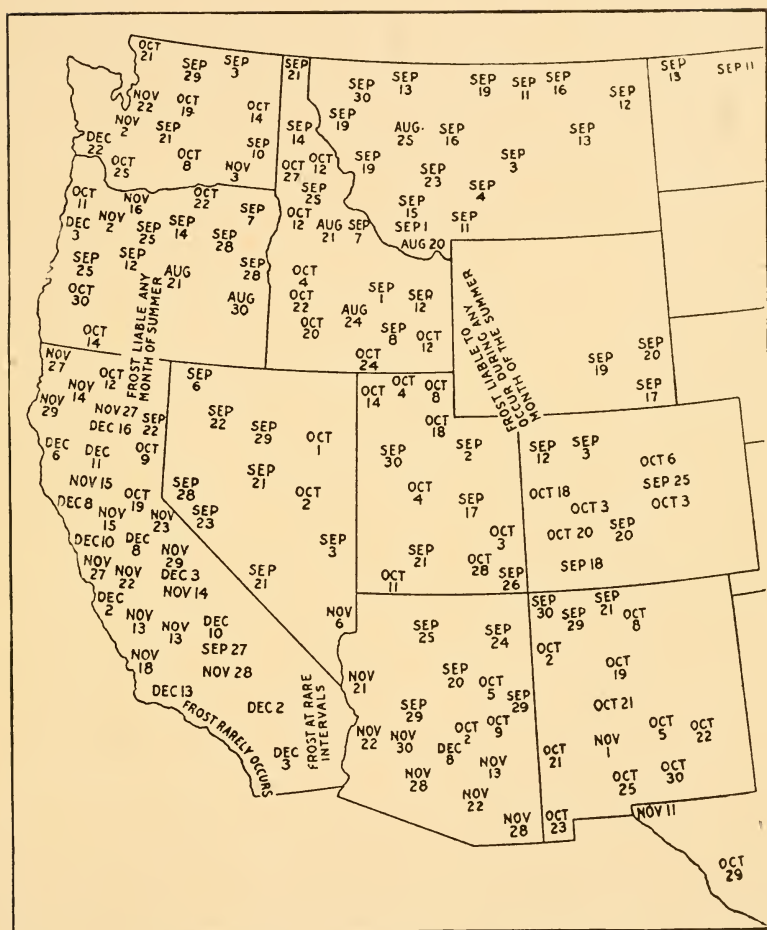 OCT
21
SEP
29
SEP
3
NOV
22
OCT
19
OCT
14
NOV
2
SEP
21
DEC
22
OCT
25
OCT
8
SEP
10
NOV
3
OCT
11
NOV
16
OCT
22
SEP
7
DEC
3
NOV
2
SEP
25
SEP
14
SEP
28
SEP
25
SEP
12
AUG
21
SEP
28
OCT
30
AUG
30
OCT
14
FROST LIABLE ANY
MONTH OF SUMMER
SEP
21
SEP
14
OCT
27
OCT
12
SEP
25
OCT
12
AUG
21
SEP
7
OCT
4
OCT
22
SEP
1
SEP
12
AUG
24
OCT
20
SEP
8
OCT
12
OCT
24
SEP
30
SEP
13
SEP
19
SEP
11
SEP
16
SEP
12
SEP
19
AUG.
25
SEP
16
SEP
13
SEP
19
SEP
23
SEP
3
SEP
4
SEP
15
SEP 1
SEP
11
AUG 20
SEP
13
SEP 11
FROST LIABLE TO
OCCUR DURING ANY
MONTH OF THE SUMMER
SEP
19
SEP
20
SEP
17
NOV
27
OCT
12
NOV
14
NOV
29
NOV 27
SEP
22
DEC 16
DEC
6
DEC
11
OCT
9
NOV 15
OCT
19
DEC 8
NOV
15
NOV
23
DEC 10
DEC
8
NOV
29
NOV
27
NOV
22
DEC 3
NOV 14
DEC
2
NOV
13
NOV
13
DEC
10
SEP 27
NOV
18
NOV 28
DEC 13
DEC 2
DEC
3
FROST RARELY OCCURS
FROST AT RARE
INTERVALS
SEP
6
SEP
22
SEP
29
OCT
1
SEP
21
SEP
28
OCT
2
SEP
23
SEP
3
SEP
21
NOV
6
OCT
14
OCT
4
OCT
8
OCT
18
SEP
30
SEP
2
OCT
4
SEP
17
OCT
3
SEP
21
OCT
28
OCT
11
SEP
26
SEP
12
SEP
3
OCT 6
OCT 18
SEP 25
OCT 3
OCT 3
OCT 20
SEP
20
SEP 18
SEP
25
SEP
24
NOV
21
SEP
20
OCT
5
SEP
29
SEP
29
NOV
22
NOV
30
OCT
2
OCT
9
DEC
8
NOV
28
NOV
13
NOV
22
NOV
28
SEP
30
SEP
29
SEP
21
OCT
8
OCT
2
OCT
19
OCT 21
OCT
5
OCT
22
OCT
21
NOV
1
OCT
25
OCT
30
OCT
23
NOV 11
OCT
29